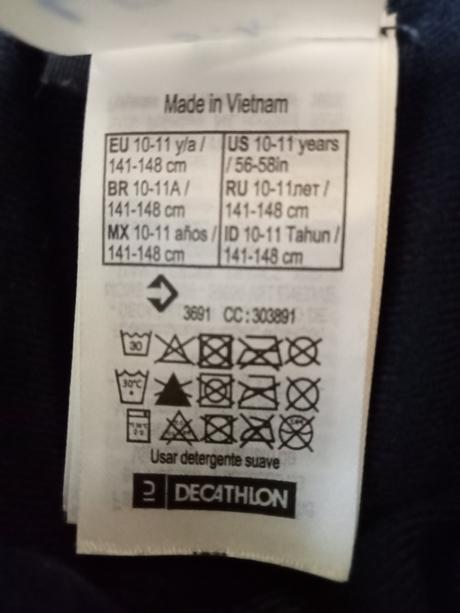 Made in Vietnam
EU 10-11 y/a /
141-148 cm
US 10-11 years
/ 56-58in
BR 10-11A /
141-148 cm
RU 10-11лет /
141-148 cm
MX 10-11 años /
141-148 cm
ID 10-11 Tahun /
141-148 cm
3691 CC:303891
30
30°C
Usar detergente suave
DECATHLON